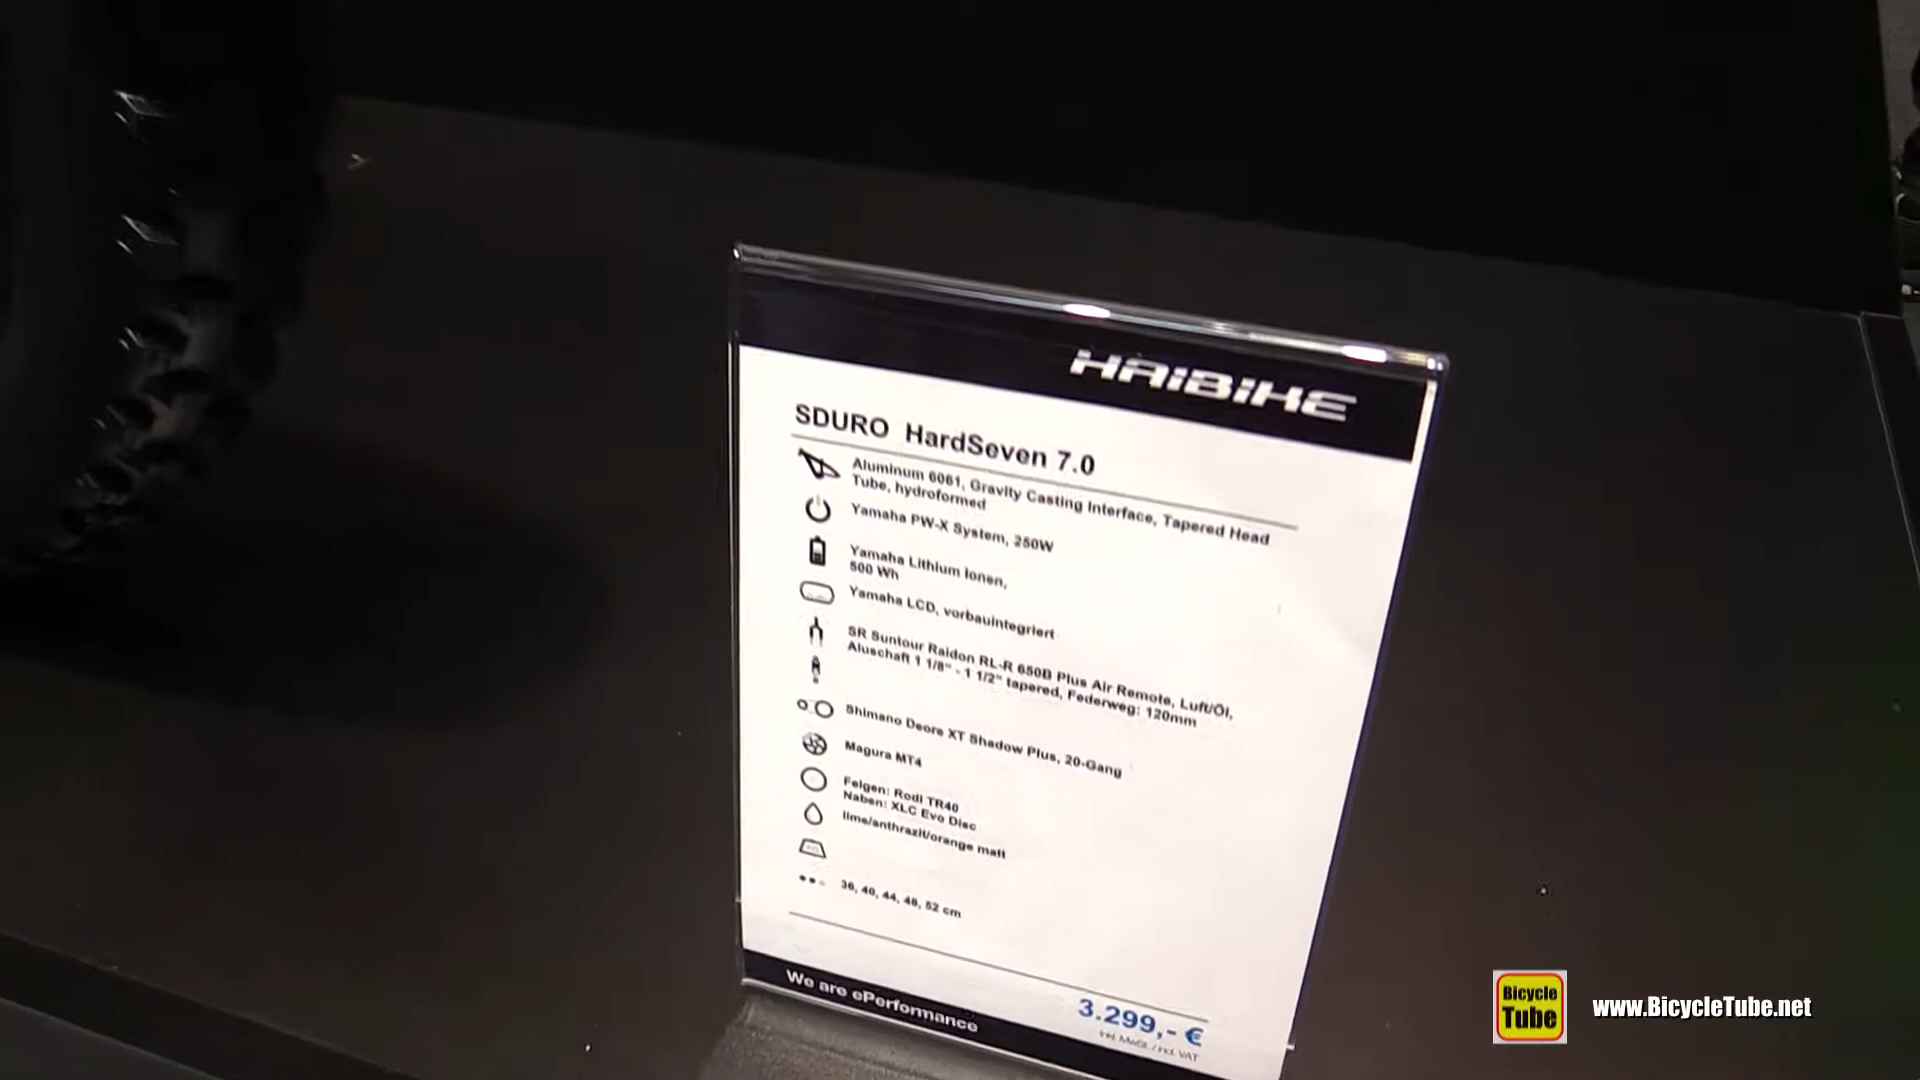 HAIBIKE
SDURO HardSeven 7.0
Aluminum 6061, Gravity Casting Interface, Tapered Head
Tube, hydroformed
Yamaha PW-X System, 250W
Yamaha Lithium Ionen,
500 Wh
Yamaha LCD, vorbauintegriert
SR Suntour Raidon RL-R 650B Plus Air Remote, Luft/Öl,
Aluschaft 1 1/8" - 1 1/2" tapered, Federweg: 120mm
Shimano Deore XT Shadow Plus, 20-Gang
Magura MT4
Felgen: Rodi TR40
Naben: XLC Evo Disc
lime/anthrazit/orange matt
36, 40, 44, 48, 52 cm
3.299,- €
inkl. MwSt. / incl. VAT
We are ePerformance
Bicycle
Tube
www.BicycleTube.net